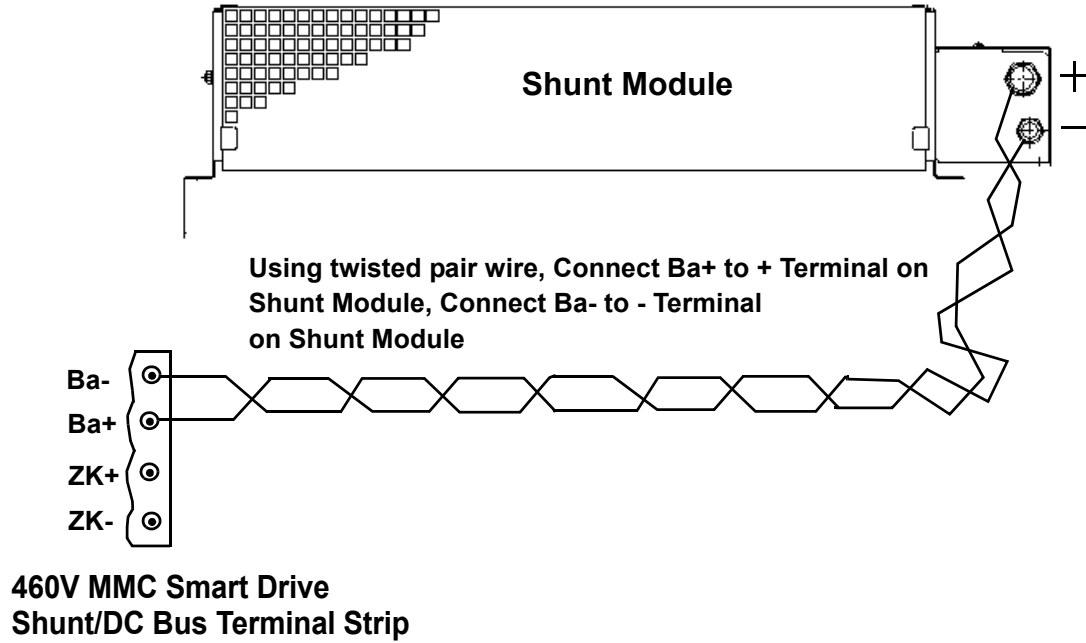 Shunt Module
+
−
Using twisted pair wire, Connect Ba+ to + Terminal on
Shunt Module, Connect Ba- to - Terminal
on Shunt Module
Ba-
Ba+
ZK+
ZK-
460V MMC Smart Drive
Shunt/DC Bus Terminal Strip